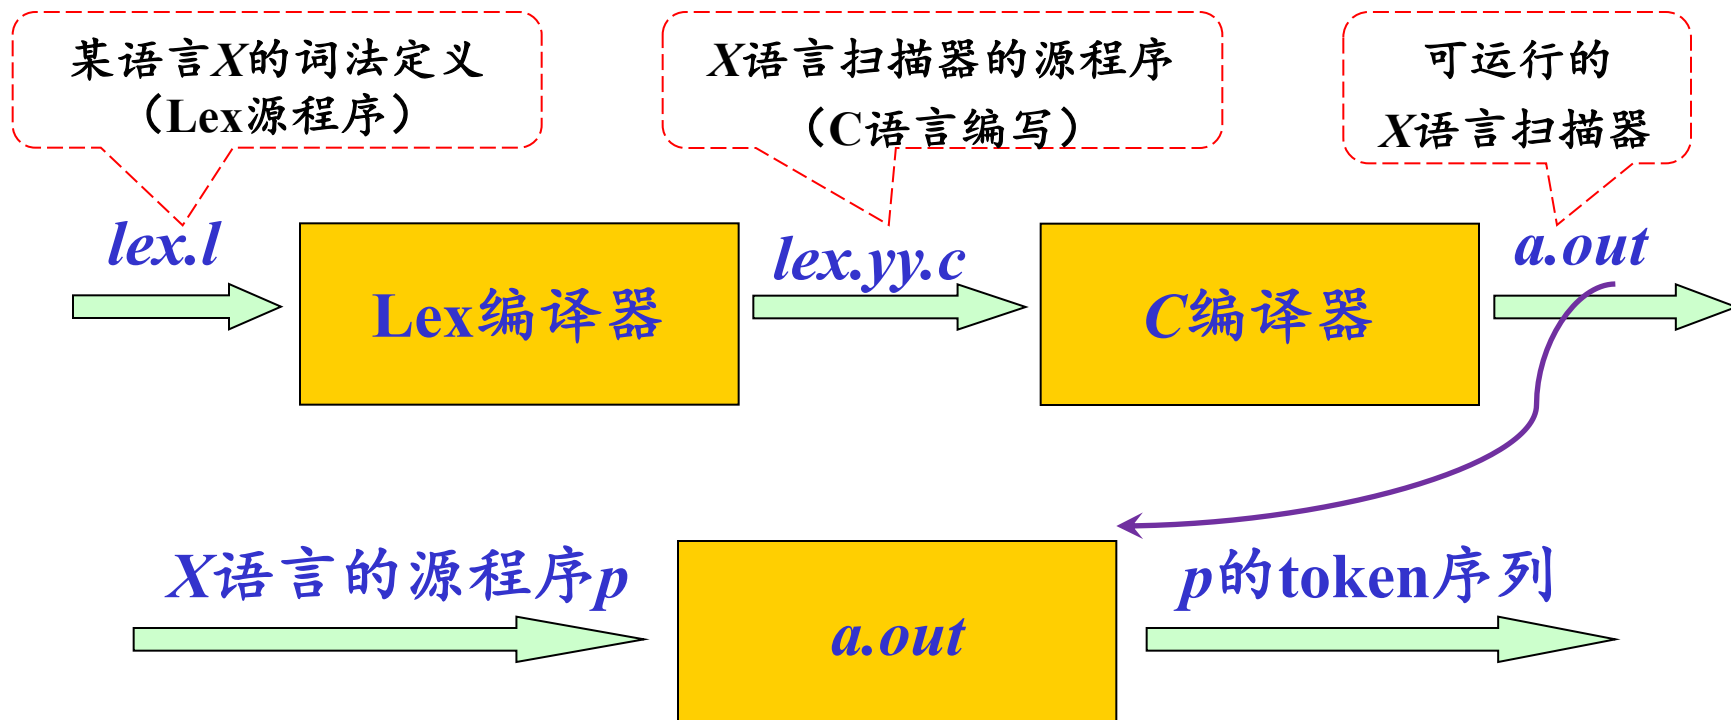 某语言X的词法定义
（Lex源程序）
X语言扫描器的源程序
（C语言编写）
可运行的
X语言扫描器
lex.l
Lex编译器
lex.yy.c
C编译器
a.out
X语言的源程序p
a.out
p的token序列